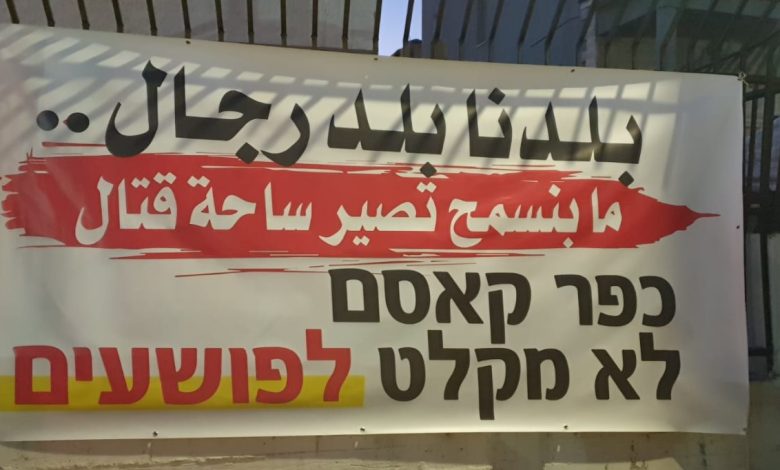 بلدنا بلد رجال..
ما بنسمح تصير ساحة قتال
כפר קאסם
לא מקלט לפושעים